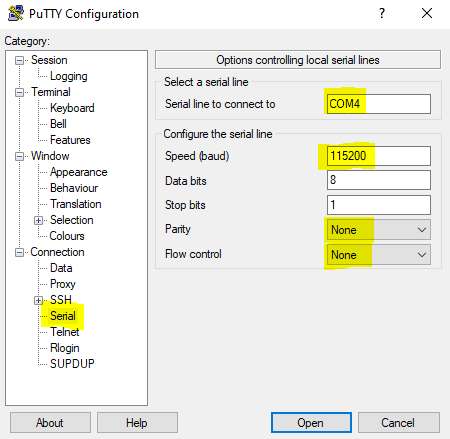 PuTTY Configuration
Category:
Session
Logging
Terminal
Keyboard
Bell
Features
Window
Appearance
Behaviour
Translation
Selection
Colours
Connection
Data
Proxy
SSH
Serial
Telnet
Rlogin
SUPDUP
Options controlling local serial lines
Select a serial line
Serial line to connect to COM4
Configure the serial line
Speed (baud) 115200
Data bits 8
Stop bits 1
Parity None
Flow control None
About Help Open Cancel